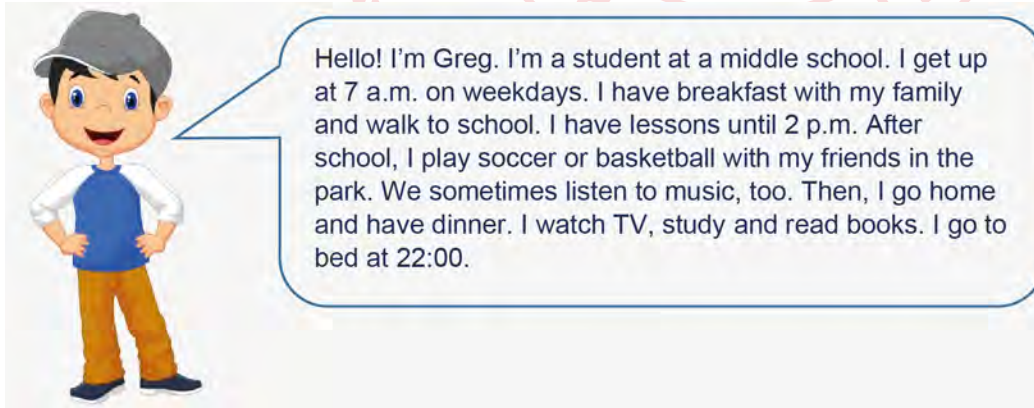 Hello! I'm Greg. I'm a student at a middle school. I get up
at 7 a.m. on weekdays. I have breakfast with my family
and walk to school. I have lessons until 2 p.m. After
school, I play soccer or basketball with my friends in the
park. We sometimes listen to music, too. Then, I go home
and have dinner. I watch TV, study and read books. I go to
bed at 22:00.